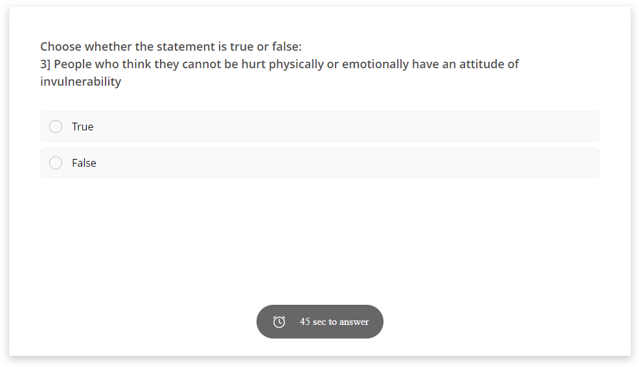 Choose whether the statement is true or false:
3] People who think they cannot be hurt physically or emotionally have an attitude of
invulnerability
True
False
45 sec to answer